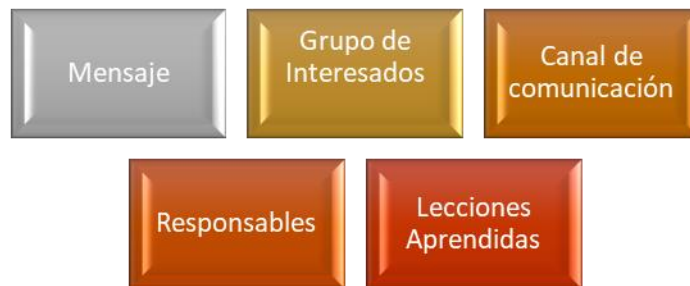 Mensaje
Grupo de
Interesados
Canal de
comunicación
Responsables
Lecciones
Aprendidas